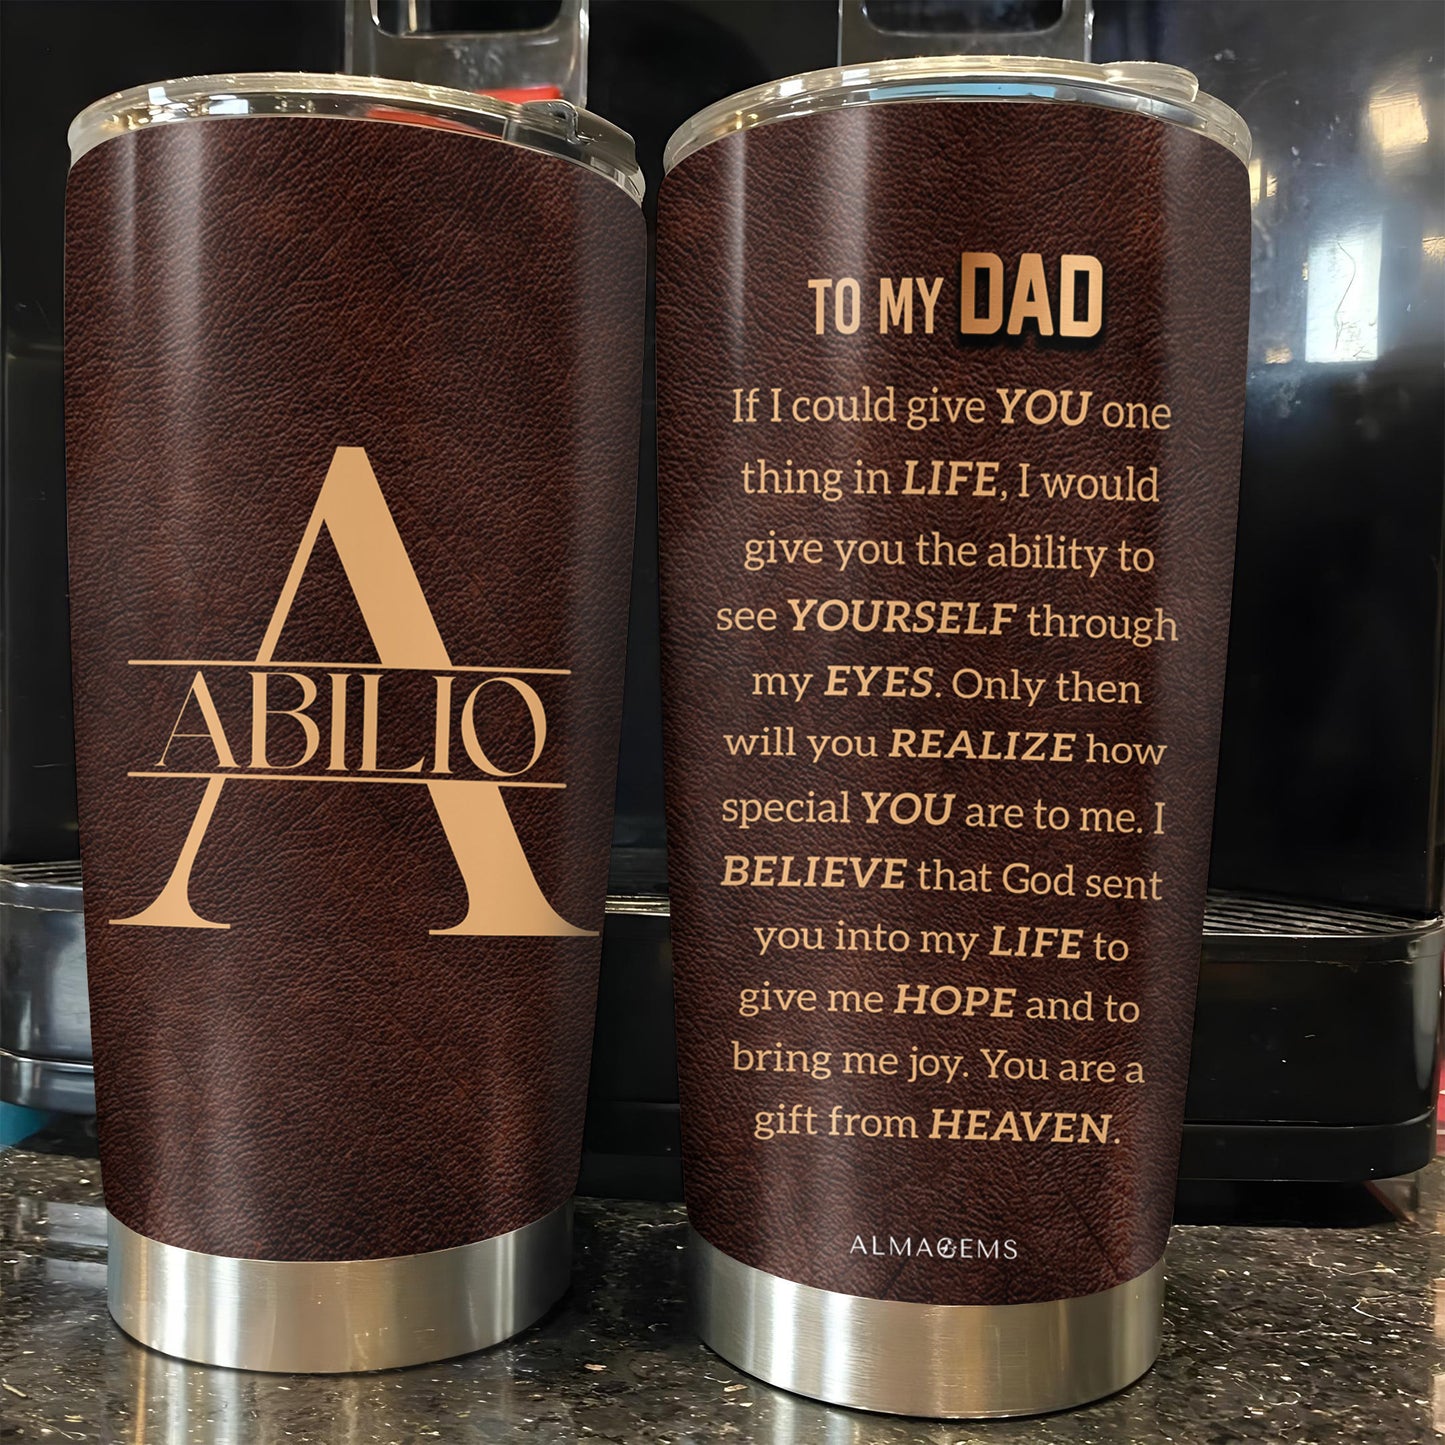 A
ABILIO
TO MY DAD
If I could give YOU one
thing in LIFE, I would
give you the ability to
see YOURSELF through
my EYES. Only then
will you REALIZE how
special YOU are to me. I
BELIEVE that God sent
you into my LIFE to
give me HOPE and to
bring me joy. You are a
gift from HEAVEN.
ALMAGEMS